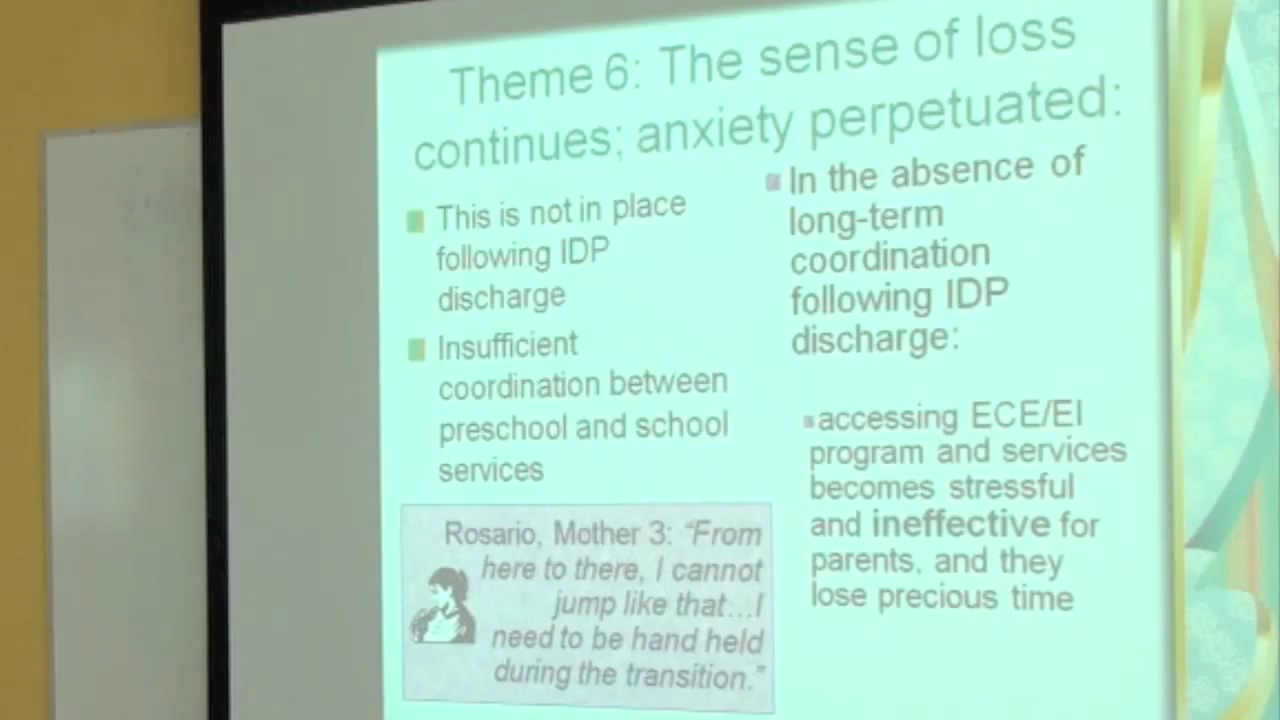 Theme 6: The sense of loss
continues; anxiety perpetuated:
This is not in place
following IDP
discharge
Insufficient
coordination between
preschool and school
services
Rosario, Mother 3: “From
here to there, I cannot
jump like that…I
need to be hand held
during the transition.”
In the absence of
long-term
coordination
following IDP
discharge:
accessing ECE/EI
program and services
becomes stressful
and ineffective for
parents, and they
lose precious time